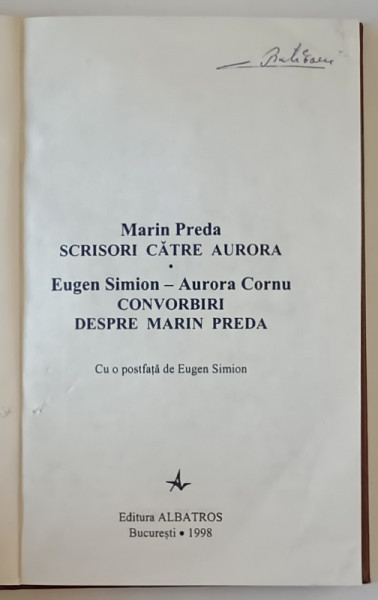 Marin Preda
SCRISORI CĂTRE AURORA
•
Eugen Simion – Aurora Cornu
CONVORBIRI
DESPRE MARIN PREDA
Cu o postfață de Eugen Simion
Editura ALBATROS
București • 1998